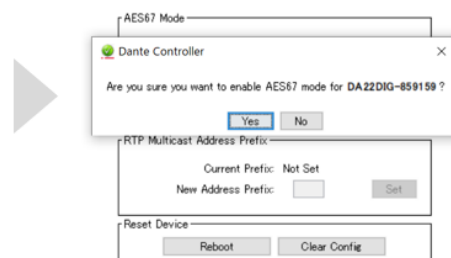 AES67 Mode
Dante Controller
Are you sure you want to enable AES67 mode for DA22DIG-859159 ?
Yes No
RTP Multicast Address Prefix
Current Prefix: Not Set
New Address Prefix: Set
Reset Device
Reboot Clear Config